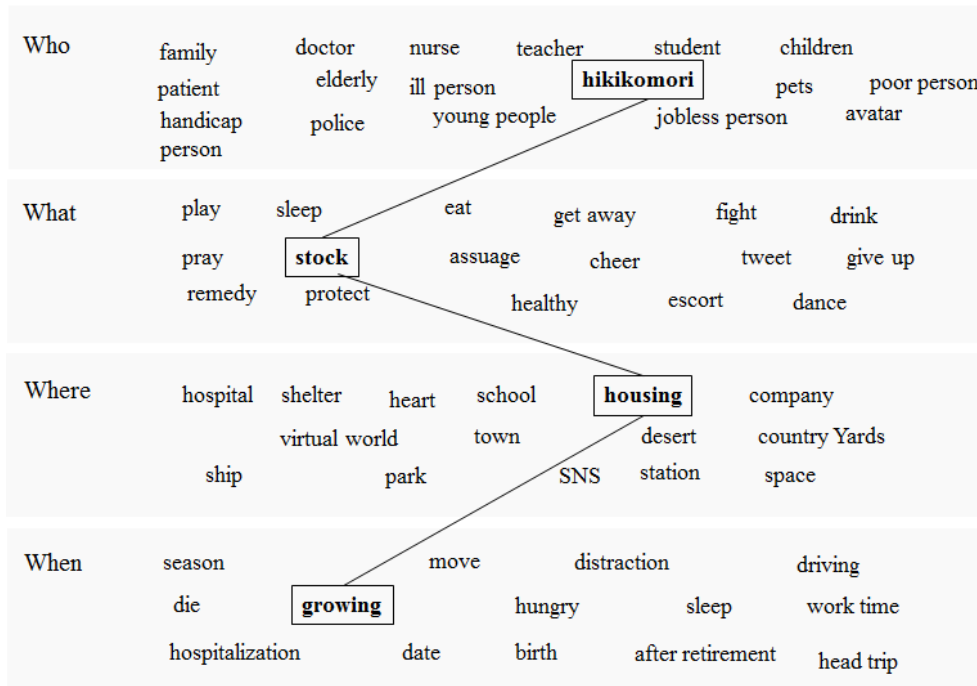 Who family doctor nurse teacher student children
patient elderly ill person hikikomori pets poor person
handicap person police young people jobless person avatar
What play sleep eat get away fight drink
pray stock assuage cheer tweet give up
remedy protect healthy escort dance
Where hospital shelter heart school housing company
virtual world town desert country Yards
ship park SNS station space
When season move distraction driving
die growing hungry sleep work time
hospitalization date birth after retirement head trip